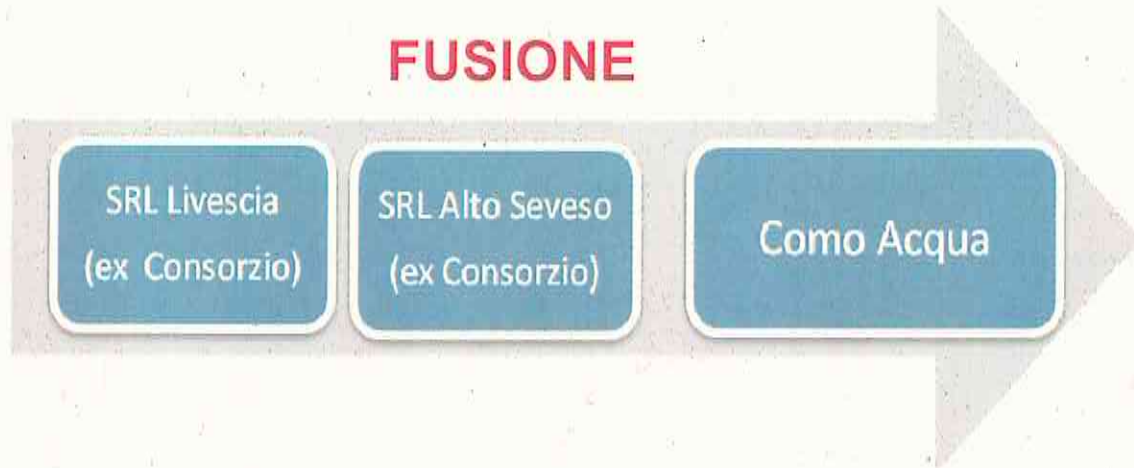 FUSIONE
SRL Livescia
(ex Consorzio)
SRL Alto Seveso
(ex Consorzio)
Como Acqua